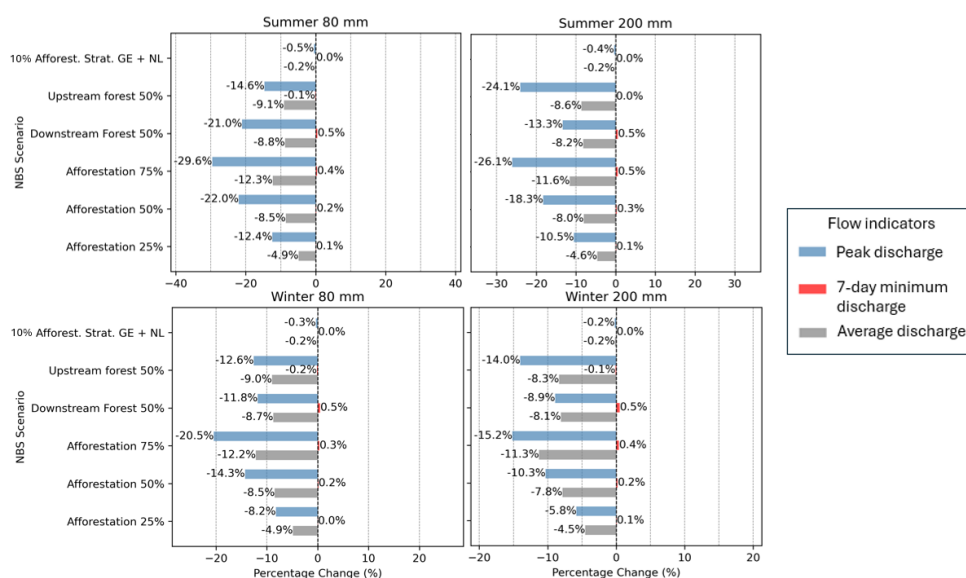 Summer 80 mm
NBS Scenario
10% Afforest. Strat. GE + NL
-0.5%
0.0%
-0.2%
Upstream forest 50%
-14.6%
-0.1%
-9.1%
Downstream Forest 50%
-21.0%
0.5%
-8.8%
Afforestation 75%
-29.6%
0.4%
-12.3%
Afforestation 50%
-22.0%
0.2%
-8.5%
Afforestation 25%
-12.4%
0.1%
-4.9%
−40 −20 0 20 40
Summer 200 mm
-0.4%
0.0%
-0.2%
-24.1%
0.0%
-8.6%
-13.3%
0.5%
-8.2%
-26.1%
0.5%
-11.6%
-18.3%
0.3%
-8.0%
-10.5%
0.1%
-4.6%
−30 −20 −10 0 10 20 30
Winter 80 mm
NBS Scenario
10% Afforest. Strat. GE + NL
-0.3%
0.0%
-0.2%
Upstream forest 50%
-12.6%
-0.2%
-9.0%
Downstream Forest 50%
-11.8%
0.5%
-8.7%
Afforestation 75%
-20.5%
0.3%
-12.2%
Afforestation 50%
-14.3%
0.2%
-8.5%
Afforestation 25%
-8.2%
0.0%
-4.9%
−20 −10 0 10 20
Percentage Change (%)
Winter 200 mm
-0.2%
0.0%
-0.2%
-14.0%
-0.1%
-8.3%
-8.9%
0.5%
-8.1%
-15.2%
0.4%
-11.3%
-10.3%
0.2%
-7.8%
-5.8%
0.1%
-4.5%
−20 −10 0 10 20
Percentage Change (%)
Flow indicators
Peak discharge
7-day minimum
discharge
Average discharge